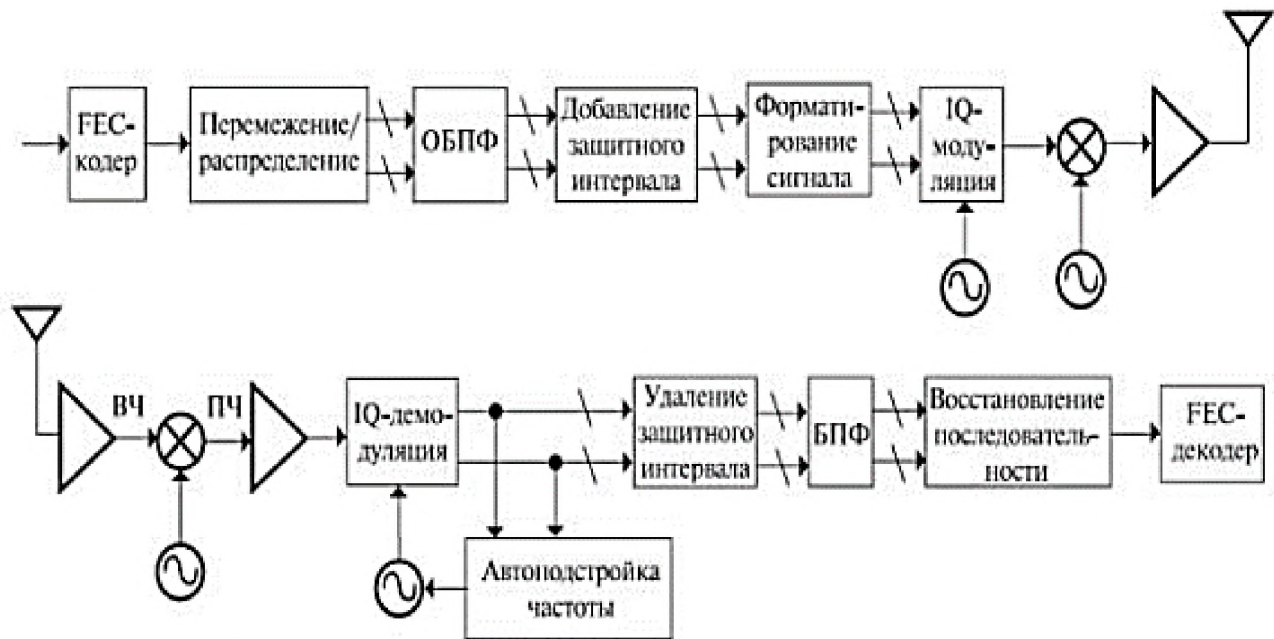 FEC-
кодер
Перемежение/
распределение
ОБПФ
Добавление
защитного
интервала
Формати-
рование
сигнала
IQ-
моду-
ляция
ВЧ
ПЧ
IQ-демо-
дуляция
Удаление
защитного
интервала
БПФ
Восстановление
последователь-
ности
FEC-
декодер
Автоподстройка
частоты